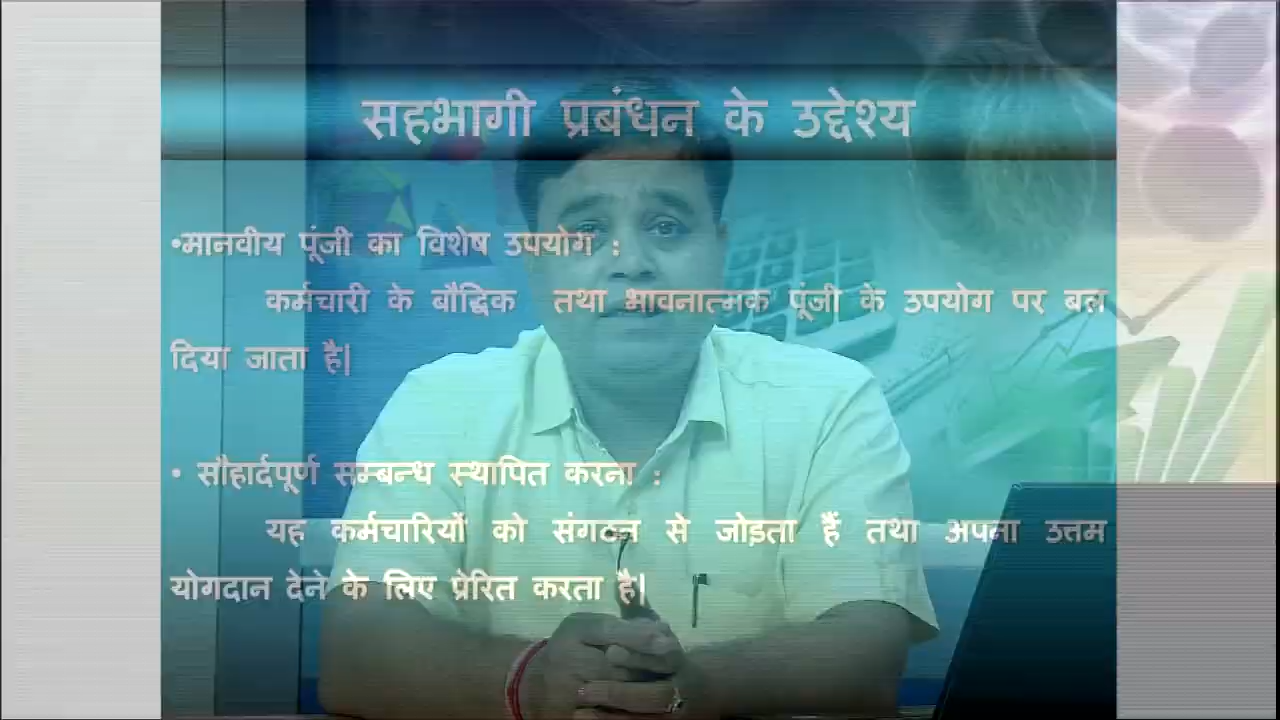 सहभागी प्रबंधन के उद्देश्य
•मानवीय पूंजी का विशेष उपयोग :
कर्मचारी के बौद्धिक तथा भावनात्मक पूंजी के उपयोग पर बल
दिया जाता है|
• सौहार्दपूर्ण सम्बन्ध स्थापित करना :
यह कर्मचारियों को संगठन से जोड़ता हैं तथा अपना उत्तम
योगदान देने के लिए प्रेरित करता है|